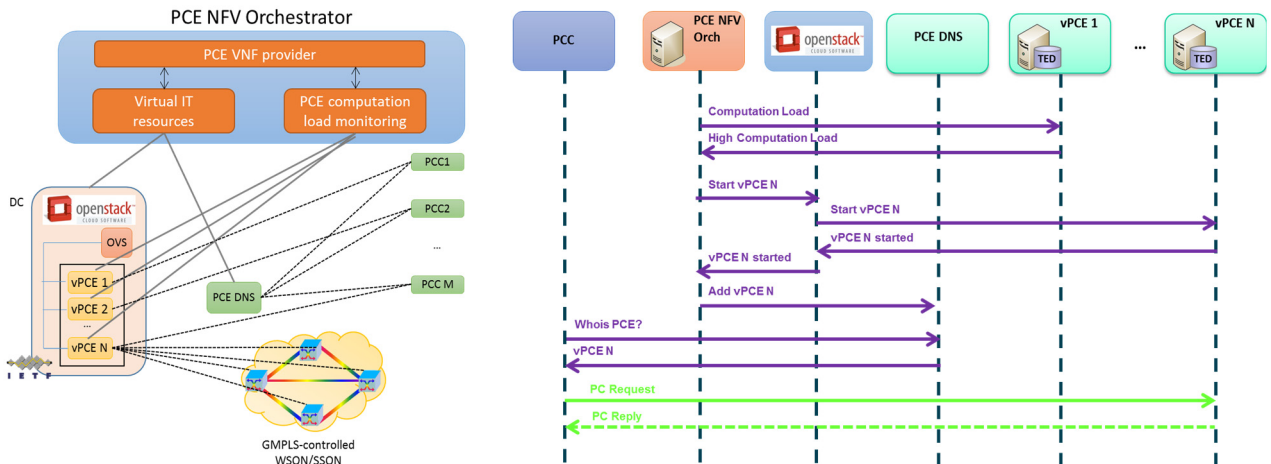 PCE NFV Orchestrator
PCE VNF provider
Virtual IT
resources
PCE computation
load monitoring
DC
openstack™
CLOUD SOFTWARE
OVS
vPCE 1
vPCE 2
...
vPCE N
I E T F
PCE DNS
PCC1
PCC2
...
PCC M
GMPLS-controlled
WSON/SSON
PCC
PCE NFV
Orch
openstack™
CLOUD SOFTWARE
PCE DNS
vPCE 1
TED
...
vPCE N
TED
Computation Load
High Computation Load
Start vPCE N
Start vPCE N
vPCE N started
vPCE N started
Add vPCE N
Whois PCE?
vPCE N
PC Request
PC Reply